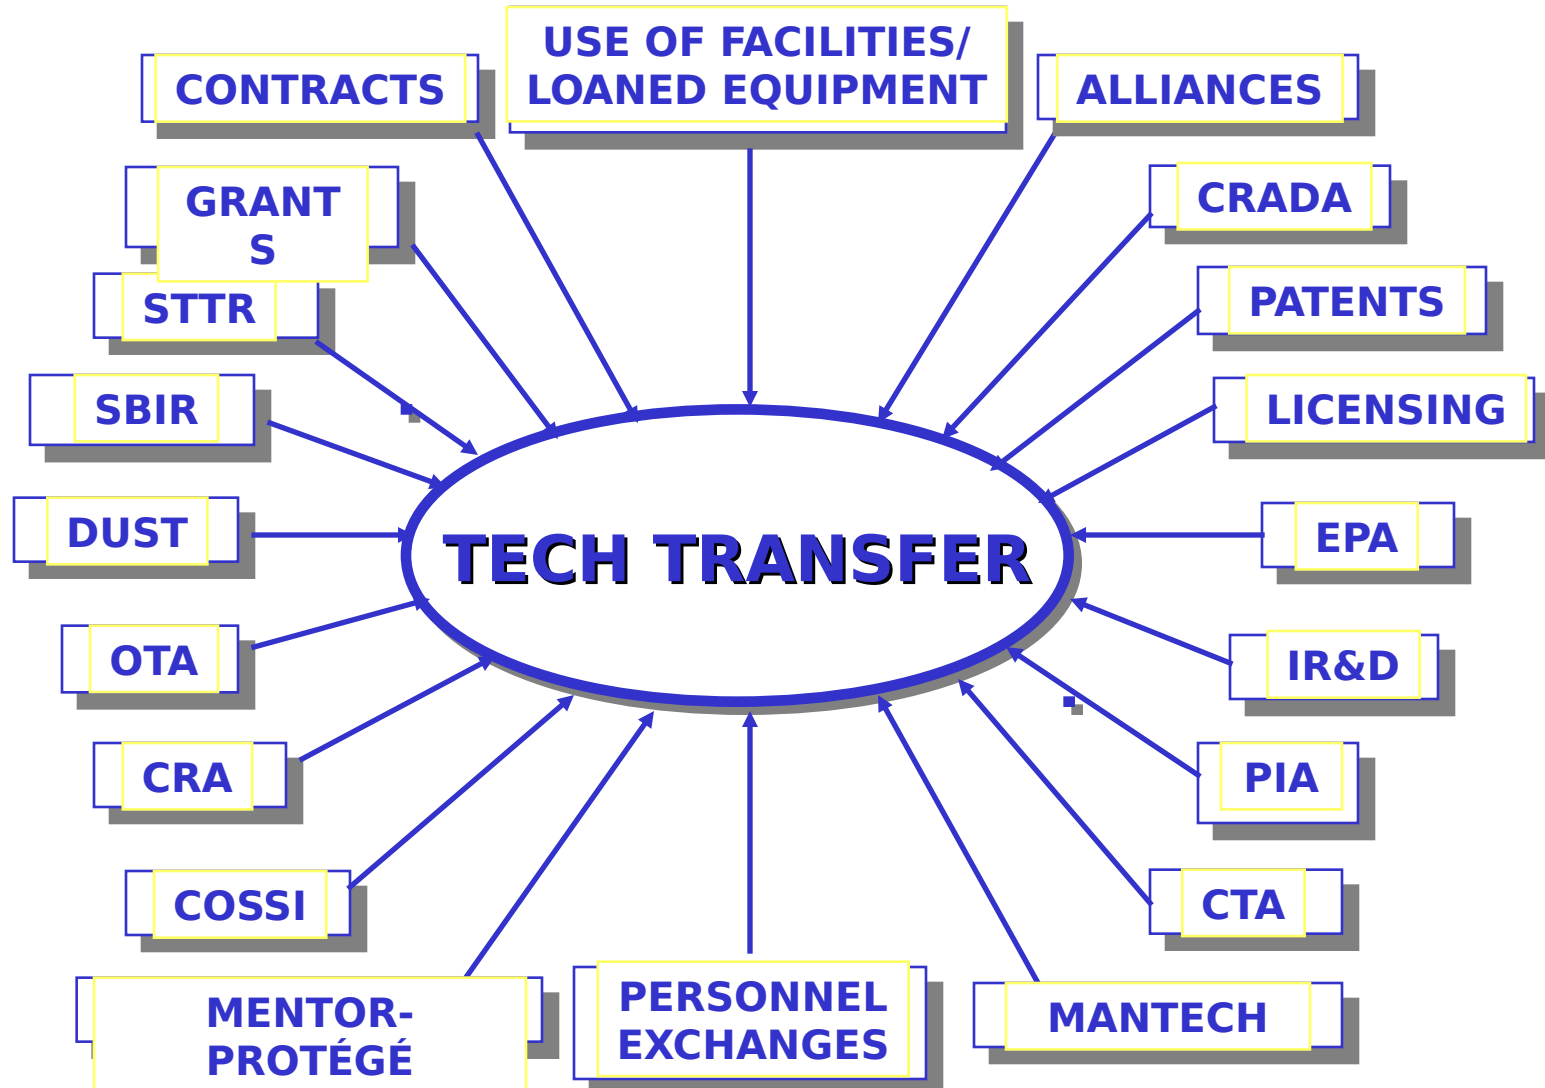 USE OF FACILITIES/
LOANED EQUIPMENT
CONTRACTS
ALLIANCES
GRANT
S
CRADA
STTR
PATENTS
SBIR
LICENSING
DUST
TECH TRANSFER
EPA
OTA
IR&D
CRA
PIA
COSSI
CTA
MENTOR-
PROTÉGÉ
PERSONNEL
EXCHANGES
MANTECH